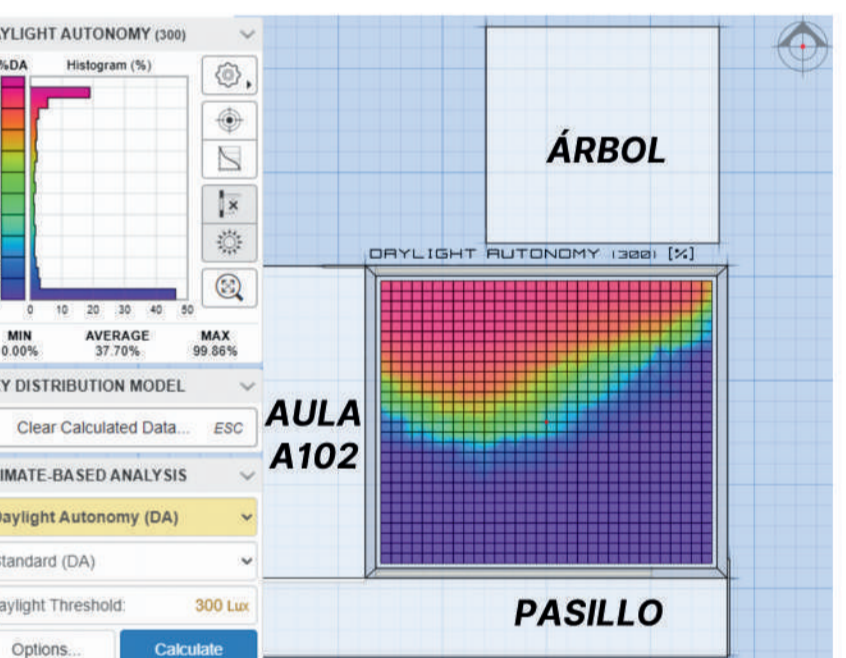 AYLIGHT AUTONOMY (300)
%DA Histogram (%)
0 10 20 30 40 50
MIN AVERAGE MAX
0.00% 37.70% 99.86%
Y DISTRIBUTION MODEL
Clear Calculated Data... ESC
IMATE-BASED ANALYSIS
Daylight Autonomy (DA)
Standard (DA)
aylight Threshold: 300 Lux
Options... Calculate
ÁRBOL
DAYLIGHT AUTONOMY (300) [%]
AULA
A102
PASILLO